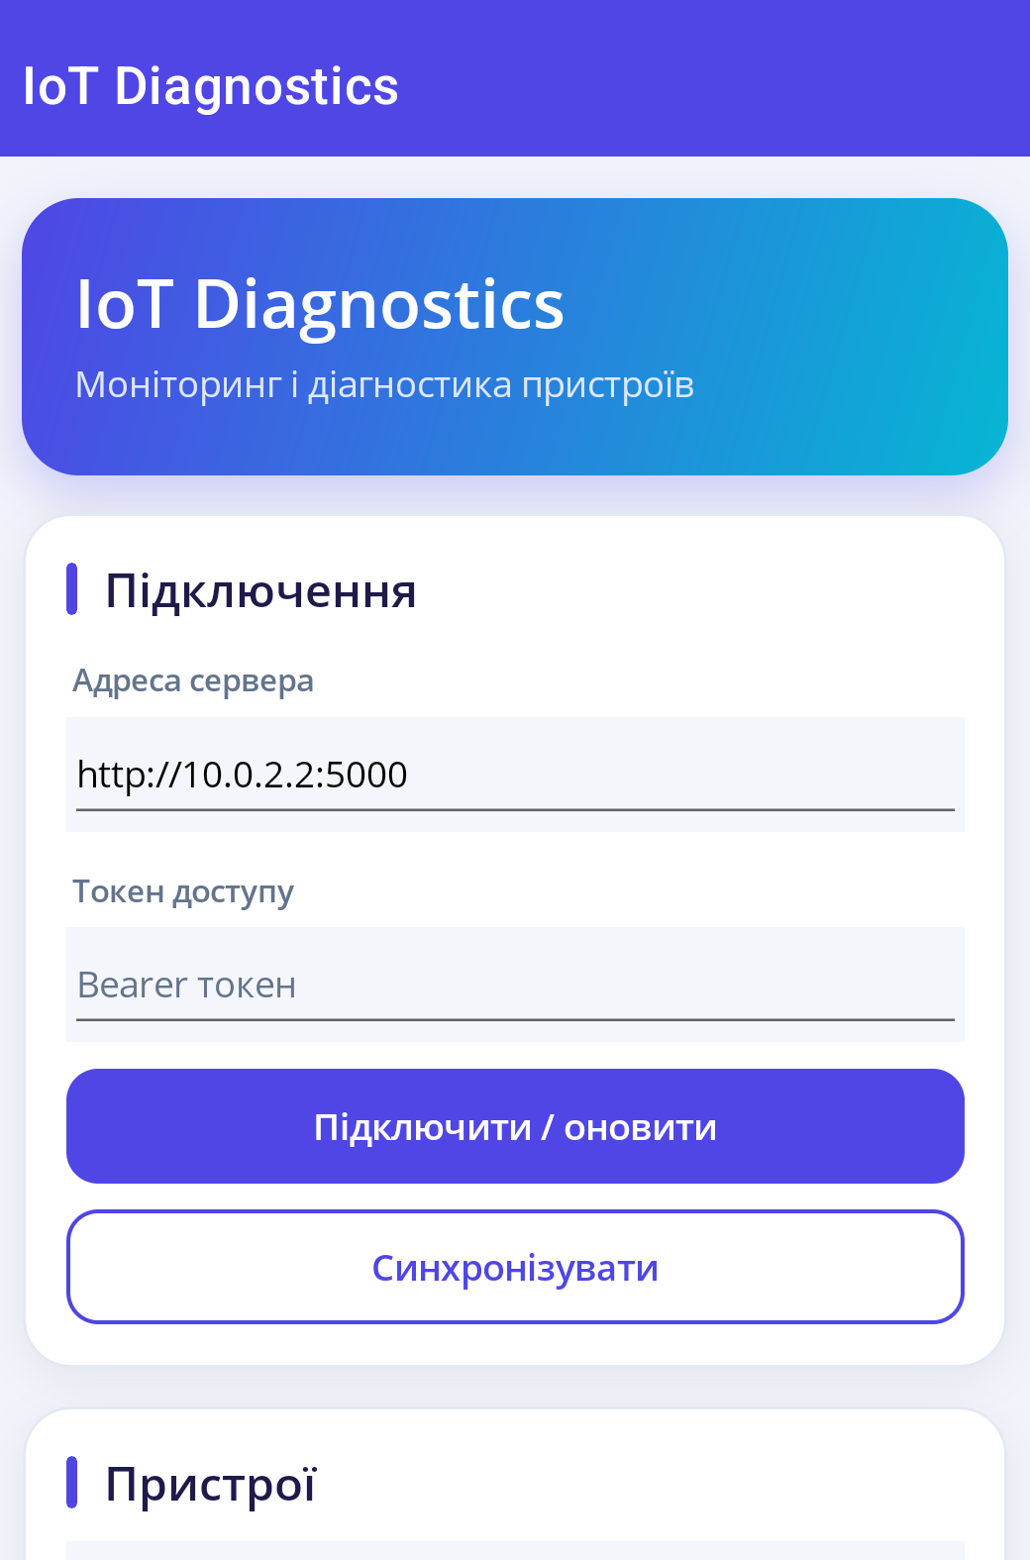 IoT Diagnostics
IoT Diagnostics
Моніторинг і діагностика пристроїв
Підключення
Адреса сервера
http://10.0.2.2:5000
Токен доступу
Bearer токен
Підключити / оновити
Синхронізувати
Пристрої